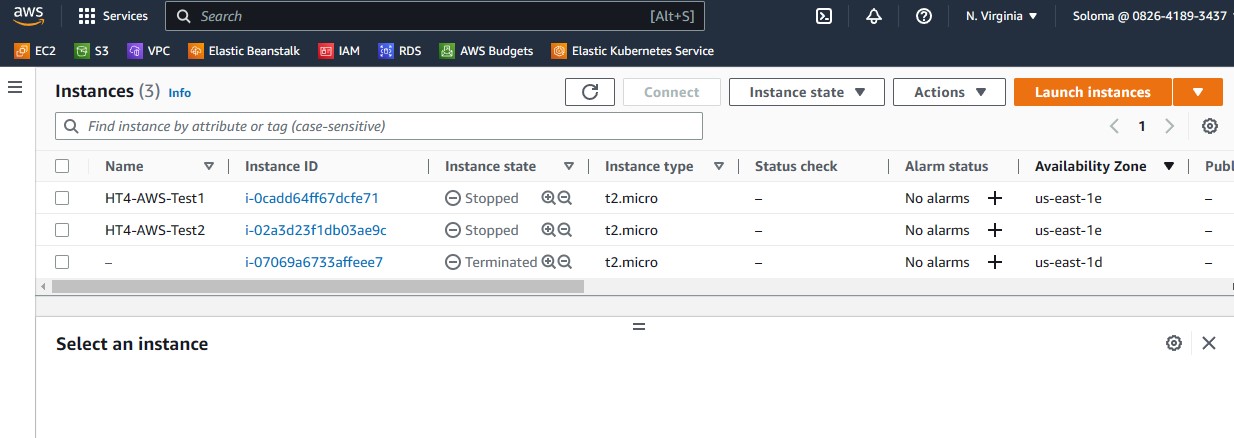 aws Services Search [Alt+S] N. Virginia Soloma @ 0826-4189-3437
EC2 S3 VPC Elastic Beanstalk IAM RDS AWS Budgets Elastic Kubernetes Service
Instances (3) Info Connect Instance state Actions Launch instances
Find instance by attribute or tag (case-sensitive) 1
Name Instance ID Instance state Instance type Status check Alarm status Availability Zone Publ
HT4-AWS-Test1 i-0cadd64ff67dcfe71 Stopped t2.micro – No alarms + us-east-1e –
HT4-AWS-Test2 i-02a3d23f1db03ae9c Stopped t2.micro – No alarms + us-east-1e –
– i-07069a6733affeee7 Terminated t2.micro – No alarms + us-east-1d –
Select an instance